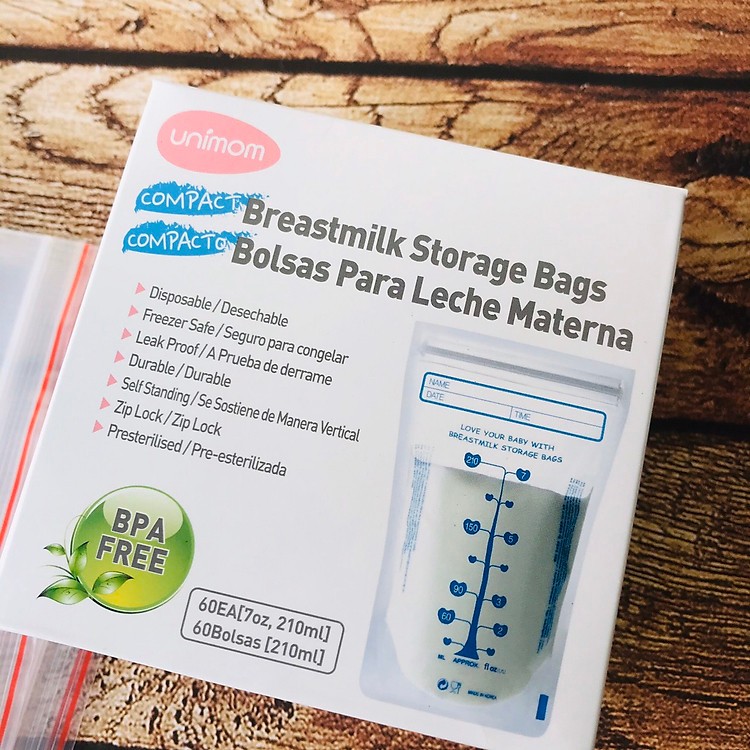 unimom
COMPACT Breastmilk Storage Bags
COMPACTO Bolsas Para Leche Materna
Disposable / Desechable
Freezer Safe / Seguro para congelar
Leak Proof / A Prueba de derrame
Durable / Durable
Self Standing / Se Sostiene de Manera Vertical
Zip Lock / Zip Lock
Presterilised / Pre-esterilizada
BPA
FREE
60EA[7oz, 210ml]
60Bolsas [210ml]
NAME
DATE TIME
LOVE YOUR BABY WITH
BREASTMILK STORAGE BAGS
210 7
150 5
90 3
60 2
ML APPROX. fl oz
MADE IN KOREA